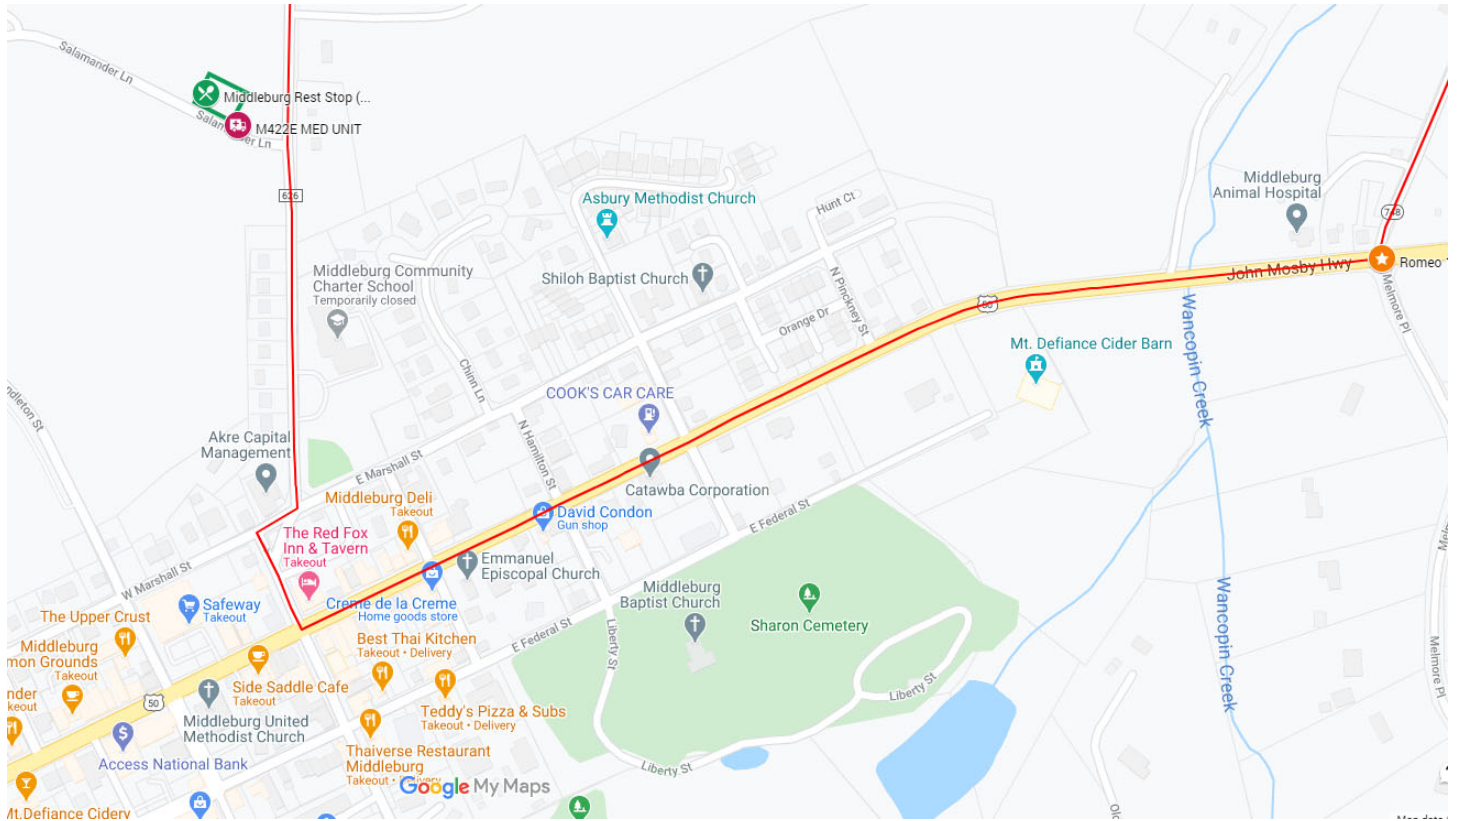 Salamander Ln
Middleburg Rest Stop (...
Salamander Ln
M422E MED UNIT
626
Middleburg
Animal Hospital
Asbury Methodist Church
Hunt Ct
748
Shiloh Baptist Church
John Mosby Hwy
Romeo
Middleburg Community
Charter School
Temporarily closed
N Pinckney St
Melmore Pl
50
Orange Dr
Wancopin Creek
Mt. Defiance Cider Barn
Chinn Ln
COOK'S CAR CARE
ndleton St
Akre Capital
Management
E Marshall St
N Hamilton St
Catawba Corporation
Middleburg Deli
Takeout
David Condon
Gun shop
E Federal St
The Red Fox
Inn & Tavern
Takeout
Emmanuel
Episcopal Church
W Marshall St
Middleburg
Baptist Church
Wancopin Creek
Safeway
Takeout
Creme de la Creme
Home goods store
The Upper Crust
Takeout
Sharon Cemetery
Best Thai Kitchen
Takeout • Delivery
E Federal St
Liberty St
Middleburg
mon Grounds
Takeout
Melmore Pl
Side Saddle Cafe
Takeout
Liberty St
nder
keout
50
Teddy's Pizza & Subs
Takeout • Delivery
Middleburg United
Methodist Church
Thaiverse Restaurant
Middleburg
Takeout • Delivery
Access National Bank
Liberty St
Google My Maps
Mt.Defiance Cidery
Old